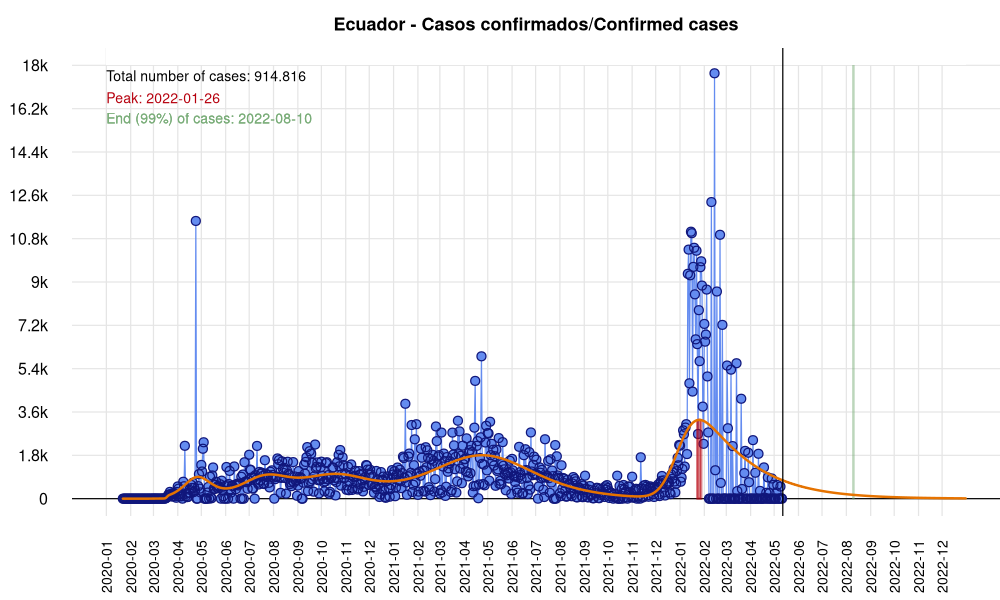 Ecuador - Casos confirmados/Confirmed cases
Total number of cases: 914.816
Peak: 2022-01-26
End (99%) of cases: 2022-08-10
18k
16.2k
14.4k
12.6k
10.8k
9k
7.2k
5.4k
3.6k
1.8k
0
2020-01
2020-02
2020-03
2020-04
2020-05
2020-06
2020-07
2020-08
2020-09
2020-10
2020-11
2020-12
2021-01
2021-02
2021-03
2021-04
2021-05
2021-06
2021-07
2021-08
2021-09
2021-10
2021-11
2021-12
2022-01
2022-02
2022-03
2022-04
2022-05
2022-06
2022-07
2022-08
2022-09
2022-10
2022-11
2022-12